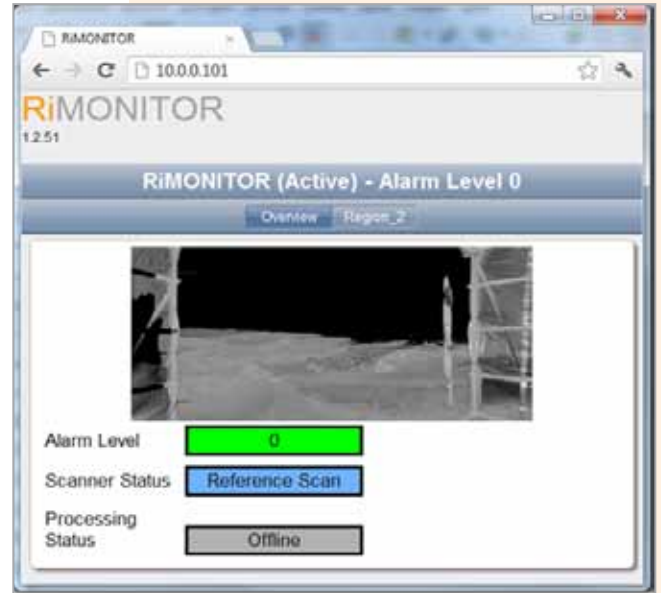 RiMONITOR
10.0.0.101
RiMONITOR
1.2.51
RiMONITOR (Active) - Alarm Level 0
Overview Region_2
Alarm Level 0
Scanner Status Reference Scan
Processing
Status Offline